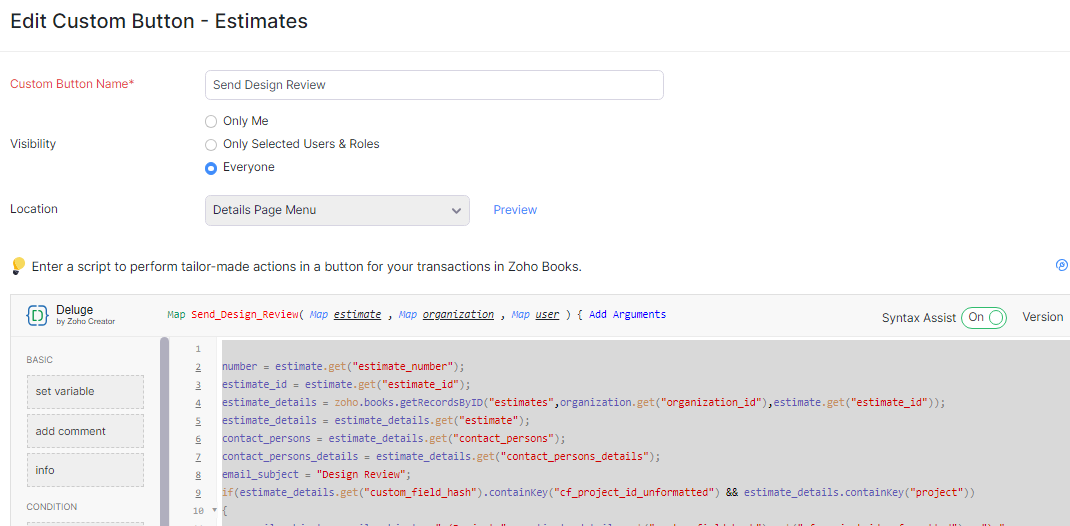 Edit Custom Button - Estimates
Custom Button Name*
Send Design Review
Visibility
Only Me
Only Selected Users & Roles
Everyone
Location
Details Page Menu
Preview
Enter a script to perform tailor-made actions in a button for your transactions in Zoho Books.
Deluge
by Zoho Creator
Map Send_Design_Review( Map estimate , Map organization , Map user ) { Add Arguments
Syntax Assist On
Version
BASIC
set variable
add comment
info
CONDITION
1
2 number = estimate.get("estimate_number");
3 estimate_id = estimate.get("estimate_id");
4 estimate_details = zoho.books.getRecordsByID("estimates",organization.get("organization_id"),estimate.get("estimate_id"));
5 estimate_details = estimate_details.get("estimate");
6 contact_persons = estimate_details.get("contact_persons");
7 contact_persons_details = estimate_details.get("contact_persons_details");
8 email_subject = "Design Review";
9 if(estimate_details.get("custom_field_hash").containKey("cf_project_id_unformatted") && estimate_details.containKey("project"))
10 {